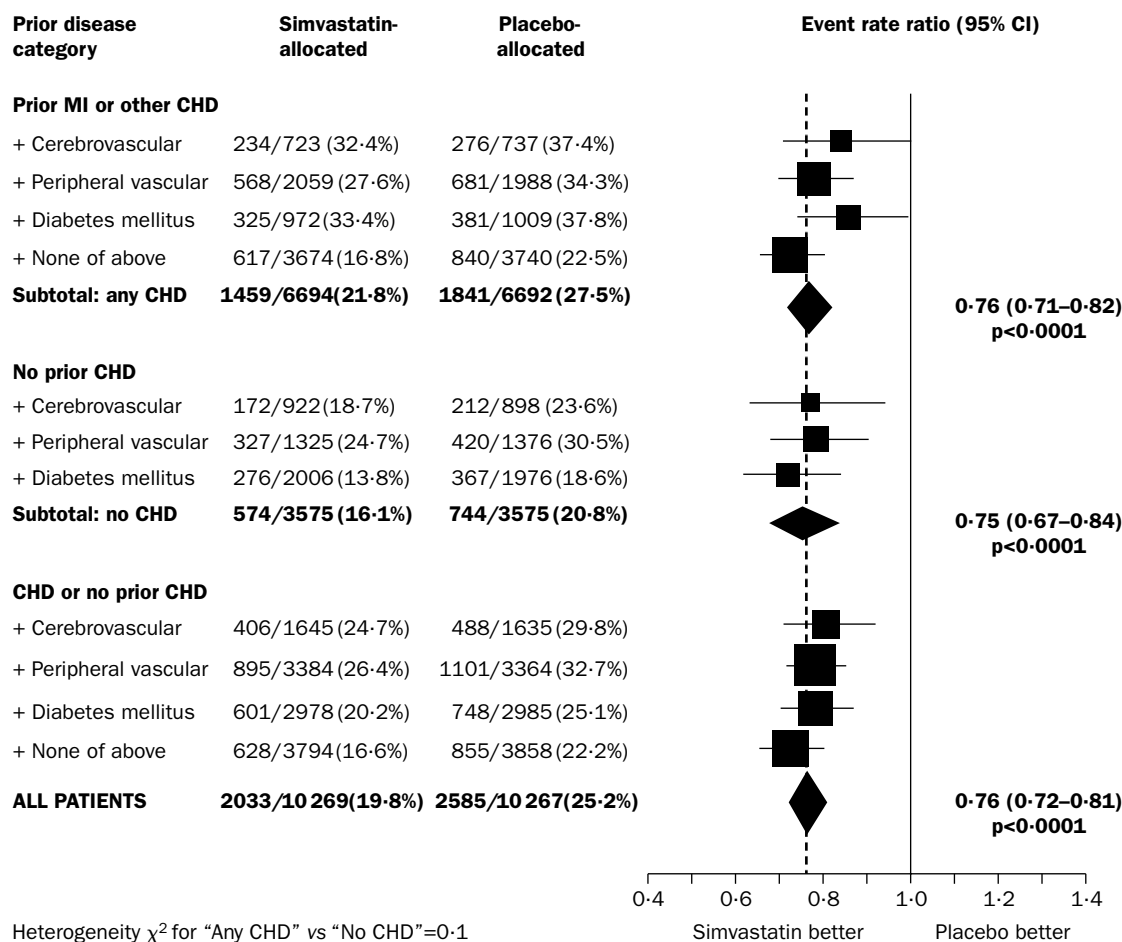 Prior disease category Simvastatin-allocated Placebo-allocated Event rate ratio (95% CI)
Prior MI or other CHD
+ Cerebrovascular 234/723 (32·4%) 276/737 (37·4%)
+ Peripheral vascular 568/2059 (27·6%) 681/1988 (34·3%)
+ Diabetes mellitus 325/972 (33·4%) 381/1009 (37·8%)
+ None of above 617/3674 (16·8%) 840/3740 (22·5%)
Subtotal: any CHD 1459/6694(21·8%) 1841/6692 (27·5%)
0·76 (0·71–0·82)
p<0·0001
No prior CHD
+ Cerebrovascular 172/922(18·7%) 212/898 (23·6%)
+ Peripheral vascular 327/1325 (24·7%) 420/1376 (30·5%)
+ Diabetes mellitus 276/2006 (13·8%) 367/1976 (18·6%)
Subtotal: no CHD 574/3575 (16·1%) 744/3575 (20·8%)
0·75 (0·67–0·84)
p<0·0001
CHD or no prior CHD
+ Cerebrovascular 406/1645 (24·7%) 488/1635 (29·8%)
+ Peripheral vascular 895/3384 (26·4%) 1101/3364 (32·7%)
+ Diabetes mellitus 601/2978 (20·2%) 748/2985 (25·1%)
+ None of above 628/3794 (16·6%) 855/3858 (22·2%)
ALL PATIENTS 2033/10 269(19·8%) 2585/10 267(25·2%) 0·76 (0·72–0·81)
p<0·0001
0·4 0·6 0·8 1·0 1·2 1·4
Heterogeneity χ² for “Any CHD” vs “No CHD”=0·1 Simvastatin better Placebo better